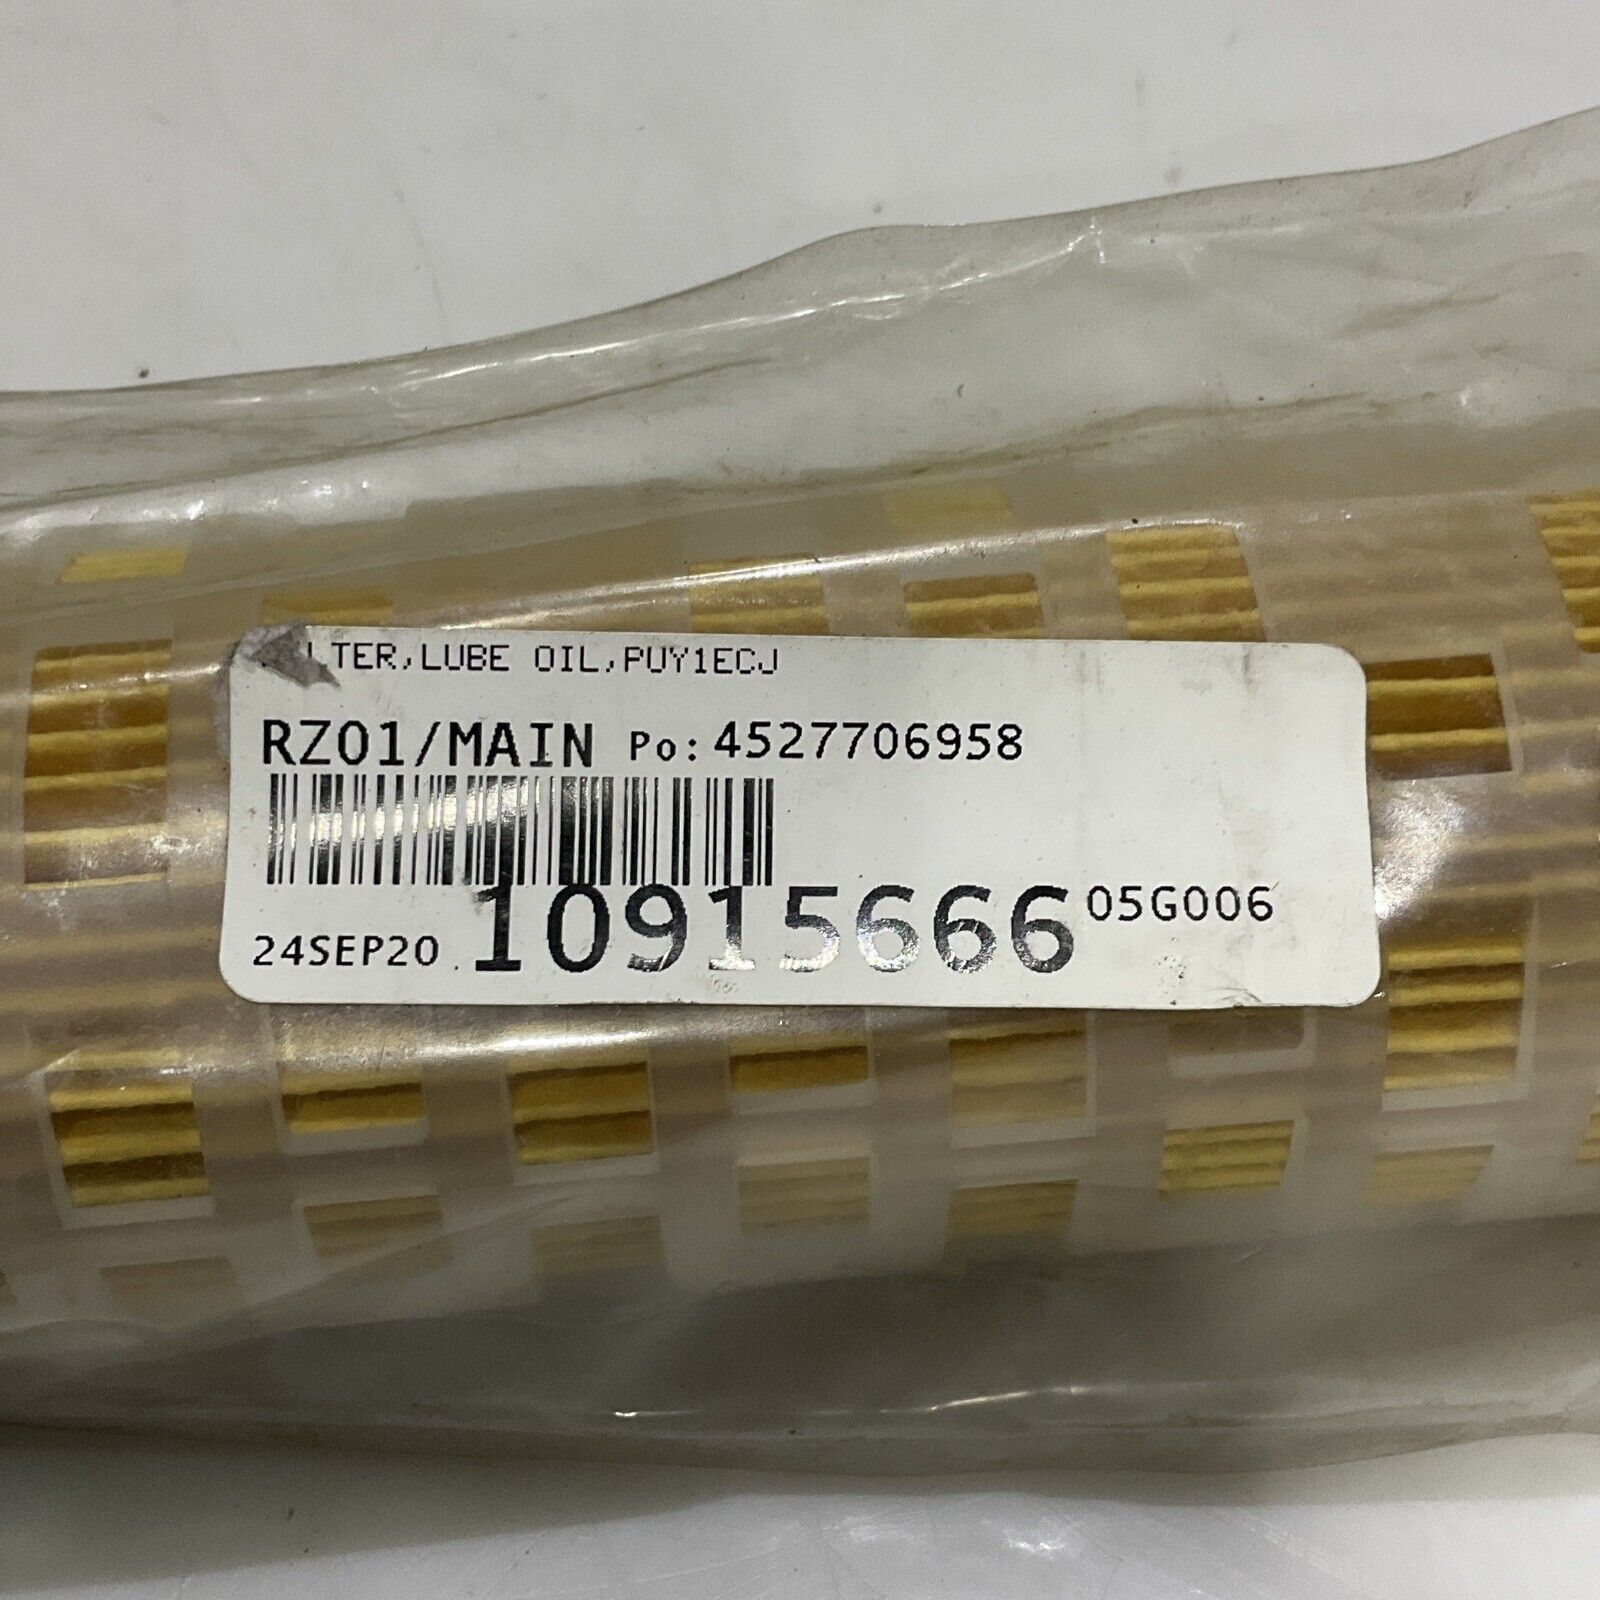 LTER,LUBE OIL,PUY1ECJ
RZ01/MAIN Po: 4527706958
10915666 05G006
24SEP20